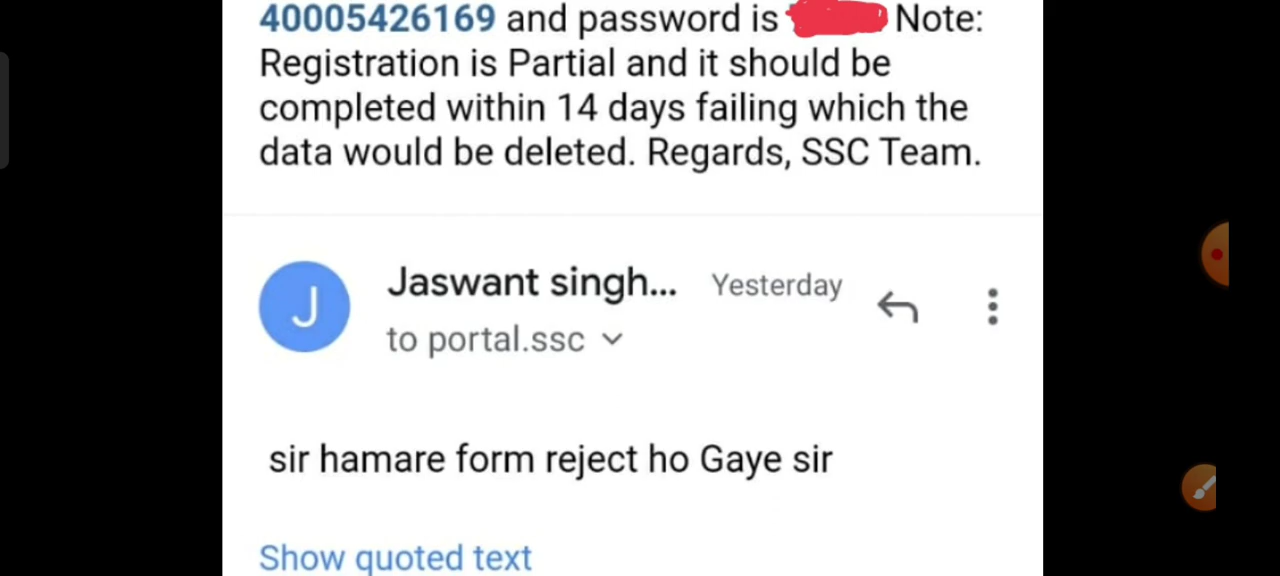 40005426169 and password is Note:
Registration is Partial and it should be
completed within 14 days failing which the
data would be deleted. Regards, SSC Team.
J
Jaswant singh... Yesterday
to portal.ssc
sir hamare form reject ho Gaye sir
Show quoted text